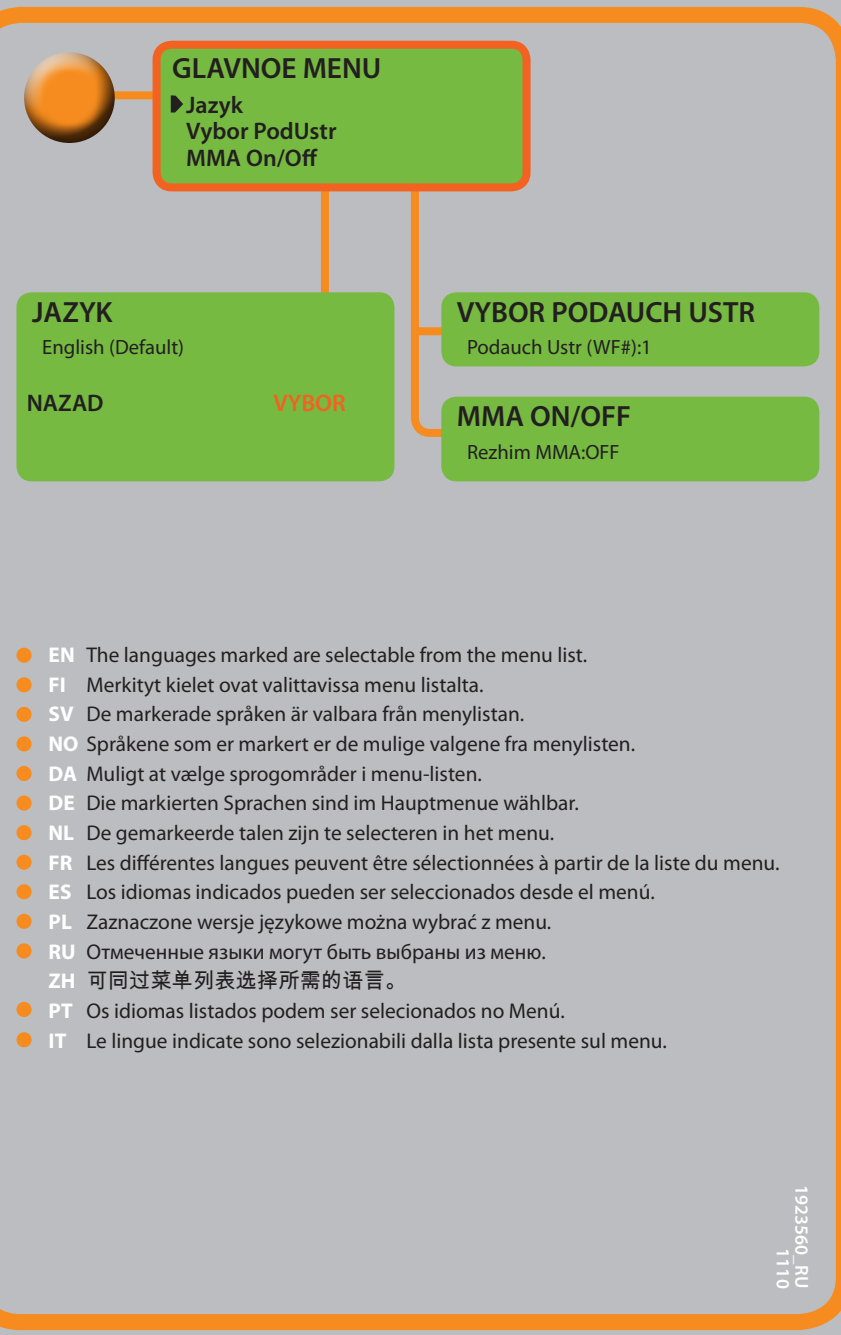 GLAVNOE MENU
Jazyk
Vybor PodUstr
MMA On/Off
JAZYK
English (Default)
NAZAD VYBOR
VYBOR PODAUCH USTR
Podauch Ustr (WF#):1
MMA ON/OFF
Rezhim MMA:OFF
EN The languages marked are selectable from the menu list.
FI Merkityt kielet ovat valittavissa menu listalta.
SV De markerade språken är valbara från menylistan.
NO Språkene som er markert er de mulige valgene fra menylisten.
DA Muligt at vælge sprogområder i menu-listen.
DE Die markierten Sprachen sind im Hauptmenue wählbar.
NL De gemarkeerde talen zijn te selecteren in het menu.
FR Les différentes langues peuvent être sélectionnées à partir de la liste du menu.
ES Los idiomas indicados pueden ser seleccionados desde el menú.
PL Zaznaczone wersje językowe można wybrać z menu.
RU Отмеченные языки могут быть выбраны из меню.
ZH 可同过菜单列表选择所需的语言。
PT Os idiomas listados podem ser selecionados no Menú.
IT Le lingue indicate sono selezionabili dalla lista presente sul menu.
1923560_RU
1110